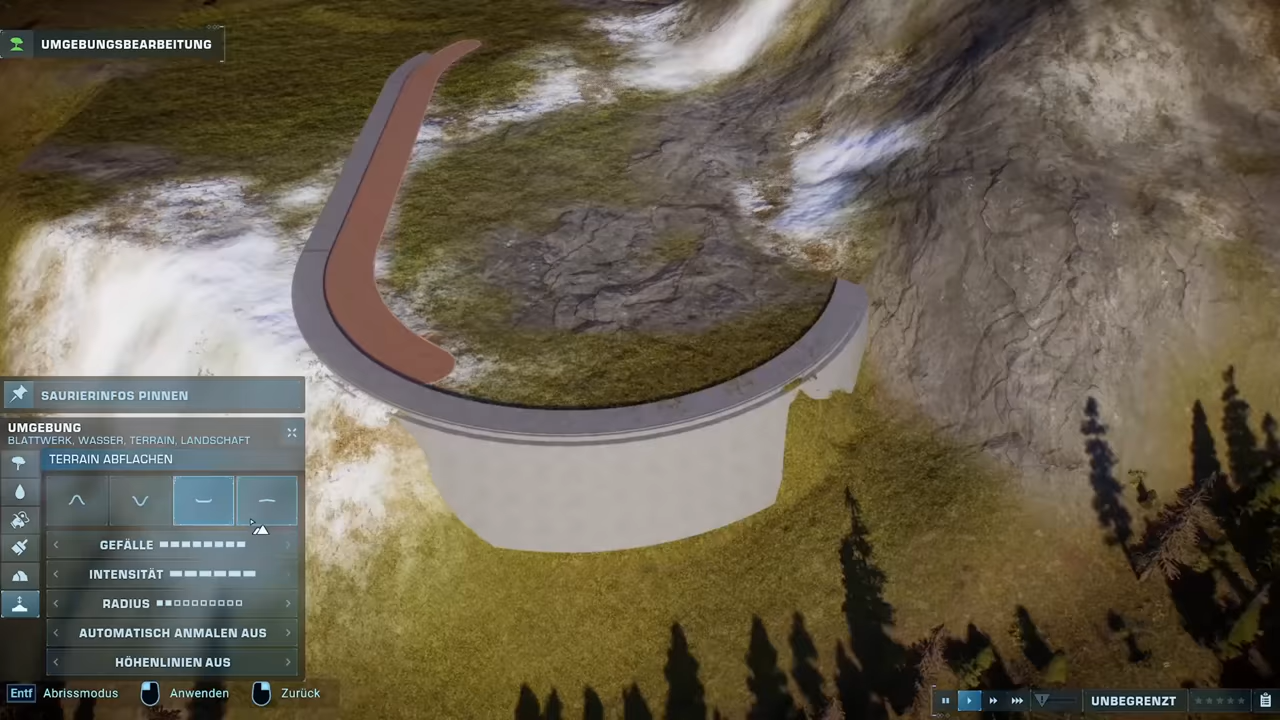 UMGEBUNGSBEARBEITUNG
SAURIERINFOS PINNEN
UMGEBUNG
BLATTWERK, WASSER, TERRAIN, LANDSCHAFT
TERRAIN ABFLACHEN
GEFÄLLE
INTENSITÄT
RADIUS
AUTOMATISCH ANMALEN AUS
HÖHENLINIEN AUS
Entf Abrissmodus Anwenden Zurück
UNBEGRENZT